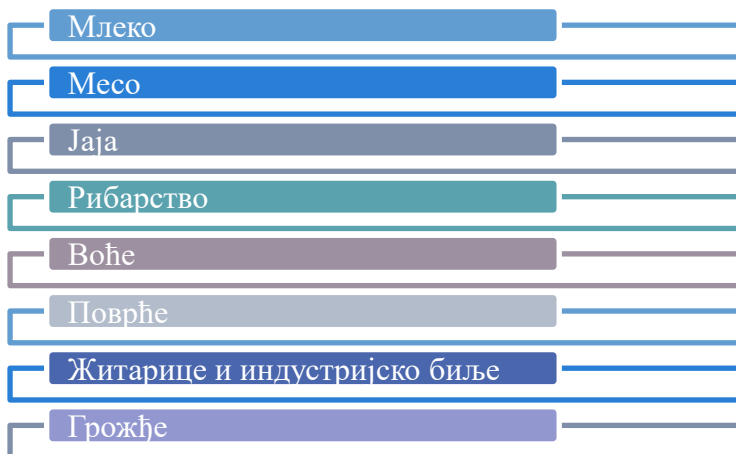 Млеко
Месо
Јаја
Рибарство
Воће
Поврће
Житарице и индустријско биље
Грожђе